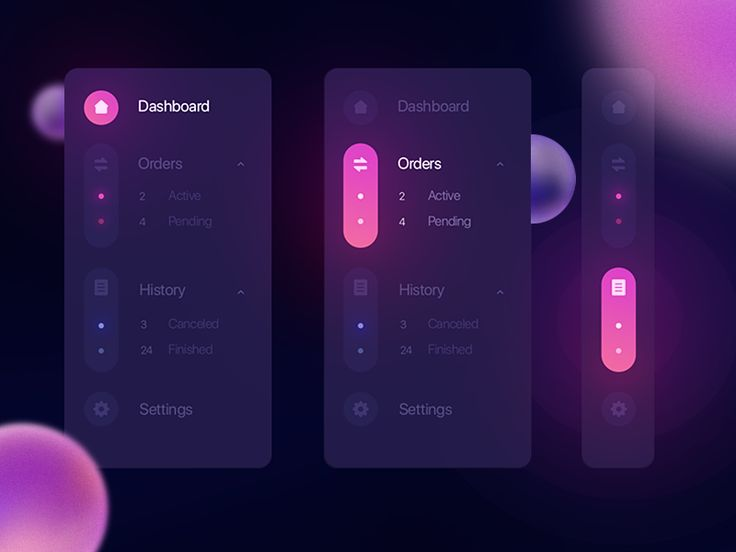 Dashboard
Orders
2 Active
4 Pending
History
3 Canceled
24 Finished
Settings
Dashboard
Orders
2 Active
4 Pending
History
3 Canceled
24 Finished
Settings